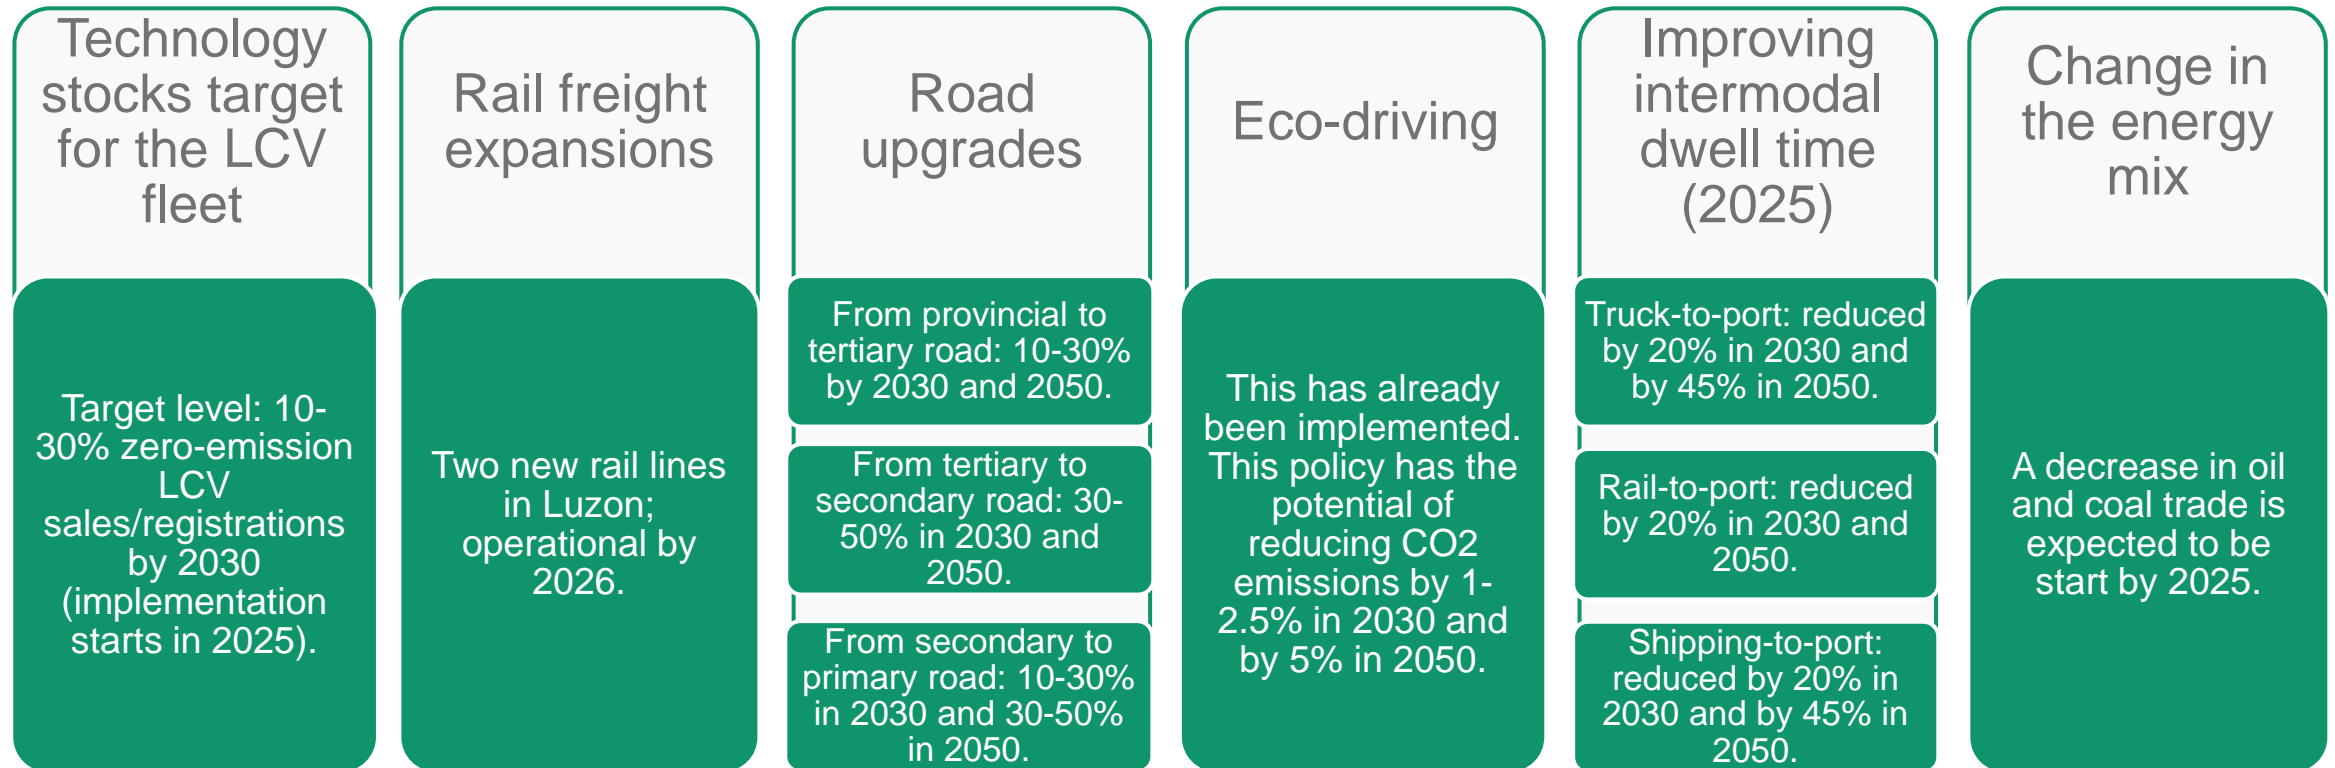 Technology
stocks target
for the LCV
fleet
Target level: 10-
30% zero-emission
LCV
sales/registrations
by 2030
(implementation
starts in 2025).
Rail freight
expansions
Two new rail lines
in Luzon;
operational by
2026.
Road
upgrades
From provincial to
tertiary road: 10-30%
by 2030 and 2050.
From tertiary to
secondary road: 30-
50% in 2030 and
2050.
From secondary to
primary road: 10-30%
in 2030 and 30-50%
in 2050.
Eco-driving
This has already
been implemented.
This policy has the
potential of
reducing CO2
emissions by 1-
2.5% in 2030 and
by 5% in 2050.
Improving
intermodal
dwell time
(2025)
Truck-to-port: reduced
by 20% in 2030 and
by 45% in 2050.
Rail-to-port: reduced
by 20% in 2030 and
2050.
Shipping-to-port:
reduced by 20% in
2030 and by 45% in
2050.
Change in
the energy
mix
A decrease in oil
and coal trade is
expected to be
start by 2025.